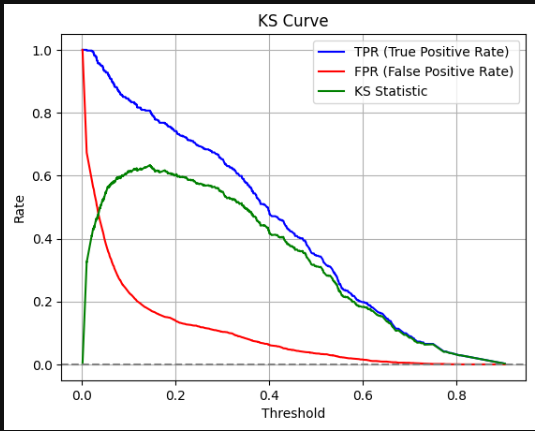 KS Curve
TPR (True Positive Rate)
FPR (False Positive Rate)
KS Statistic
1.0
0.8
0.6
0.4
0.2
0.0
Rate
0.0 0.2 0.4 0.6 0.8
Threshold